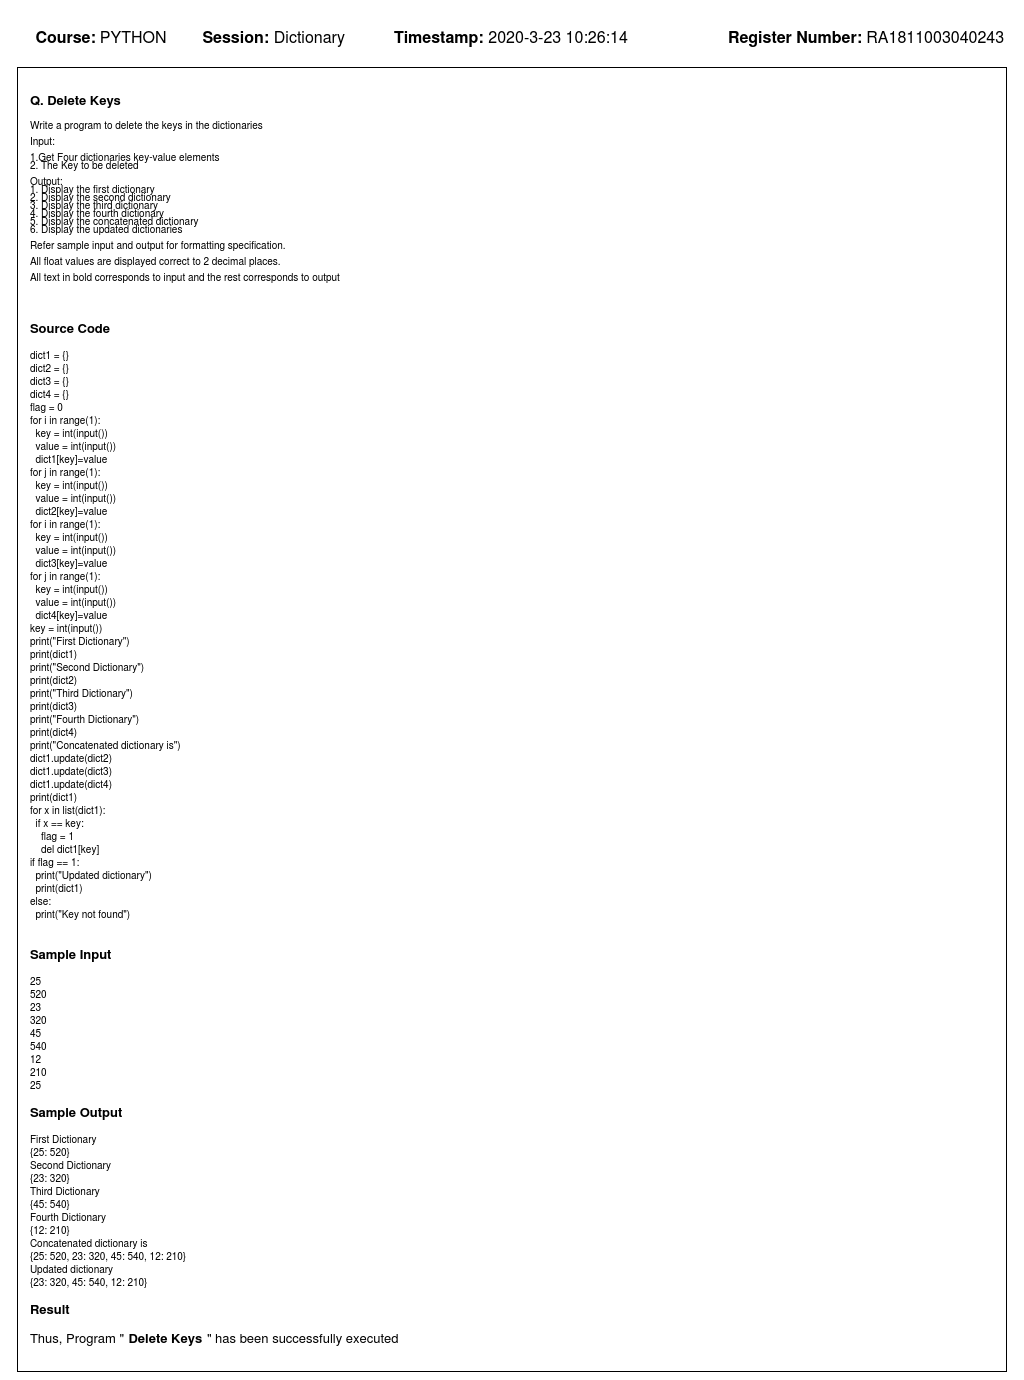 Course: PYTHON Session: Dictionary Timestamp: 2020-3-23 10:26:14 Register Number: RA1811003040243
Q. Delete Keys
Write a program to delete the keys in the dictionaries
Input:
1.Get Four dictionaries key-value elements
2. The Key to be deleted
Output:
1. Display the first dictionary
2. Display the second dictionary
3. Display the third dictionary
4. Display the fourth dictionary
5. Display the concatenated dictionary
6. Display the updated dictionaries
Refer sample input and output for formatting specification.
All float values are displayed correct to 2 decimal places.
All text in bold corresponds to input and the rest corresponds to output
Source Code
dict1 = {}
dict2 = {}
dict3 = {}
dict4 = {}
flag = 0
for i in range(1):
  key = int(input())
  value = int(input())
  dict1[key]=value
for j in range(1):
  key = int(input())
  value = int(input())
  dict2[key]=value
for i in range(1):
  key = int(input())
  value = int(input())
  dict3[key]=value
for j in range(1):
  key = int(input())
  value = int(input())
  dict4[key]=value
key = int(input())
print("First Dictionary")
print(dict1)
print("Second Dictionary")
print(dict2)
print("Third Dictionary")
print(dict3)
print("Fourth Dictionary")
print(dict4)
print("Concatenated dictionary is")
dict1.update(dict2)
dict1.update(dict3)
dict1.update(dict4)
print(dict1)
for x in list(dict1):
  if x == key:
    flag = 1
    del dict1[key]
if flag == 1:
  print("Updated dictionary")
  print(dict1)
else:
  print("Key not found")
Sample Input
25
520
23
320
45
540
12
210
25
Sample Output
First Dictionary
{25: 520}
Second Dictionary
{23: 320}
Third Dictionary
{45: 540}
Fourth Dictionary
{12: 210}
Concatenated dictionary is
{25: 520, 23: 320, 45: 540, 12: 210}
Updated dictionary
{23: 320, 45: 540, 12: 210}
Result
Thus, Program " Delete Keys " has been successfully executed